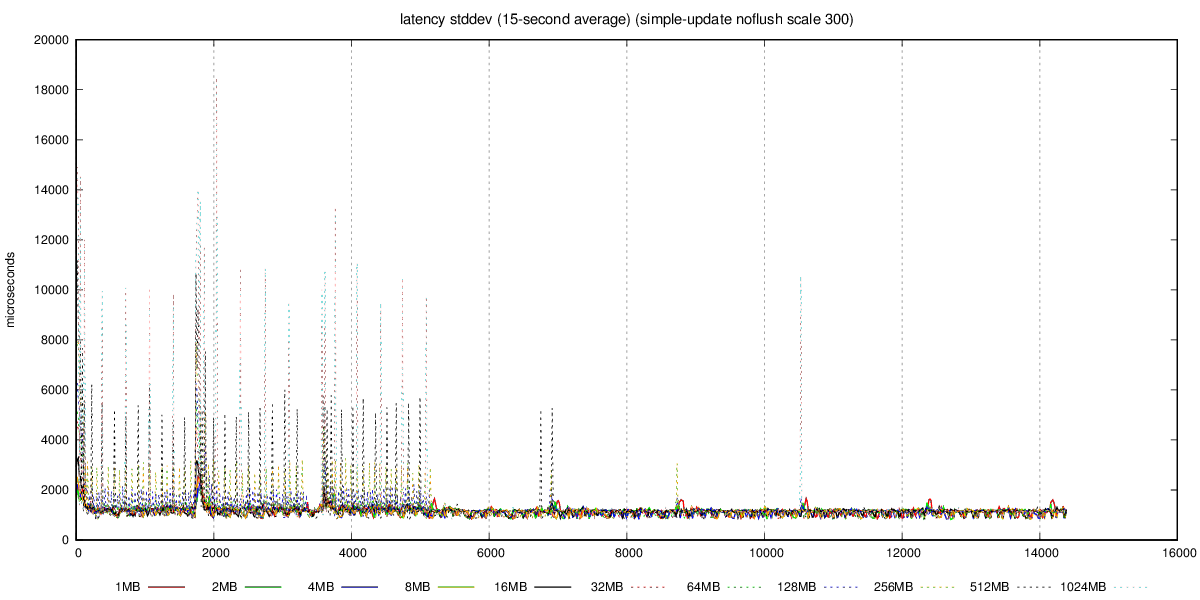 latency stddev (15-second average) (simple-update noflush scale 300)
20000
18000
16000
14000
12000
10000
8000
6000
4000
2000
0
microseconds
0 2000 4000 6000 8000 10000 12000 14000 16000
1MB 2MB 4MB 8MB 16MB 32MB 64MB 128MB 256MB 512MB 1024MB